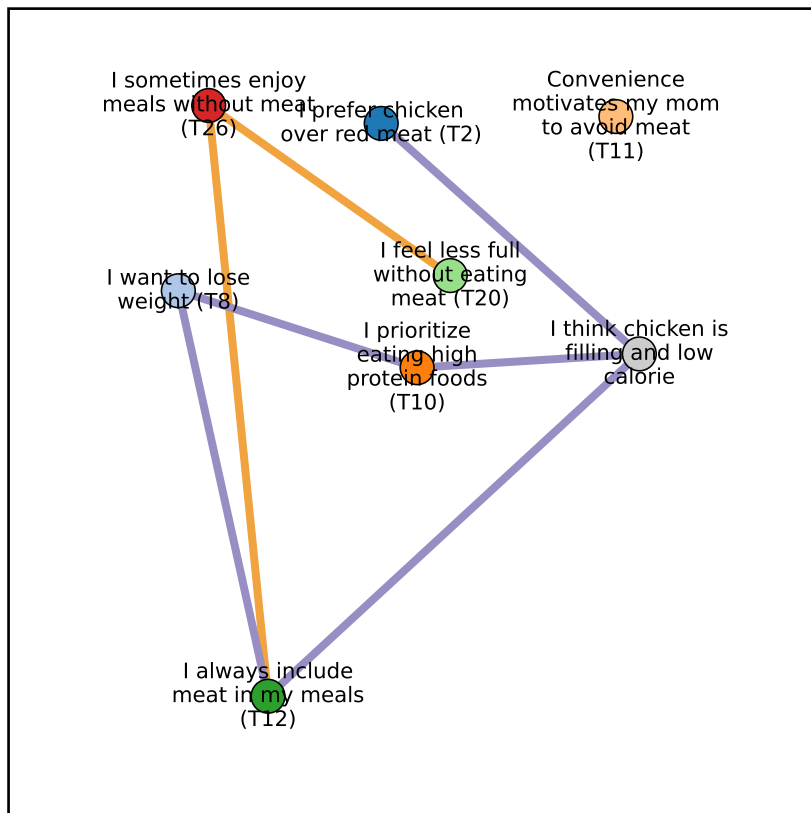 I sometimes enjoy
meals without meat
(T26)
I prefer chicken
over red meat (T2)
Convenience
motivates my mom
to avoid meat
(T11)
I want to lose
weight (T8)
I feel less full
without eating
meat (T20)
I prioritize
eating high
protein foods
(T10)
I think chicken is
filling and low
calorie
I always include
meat in my meals
(T12)